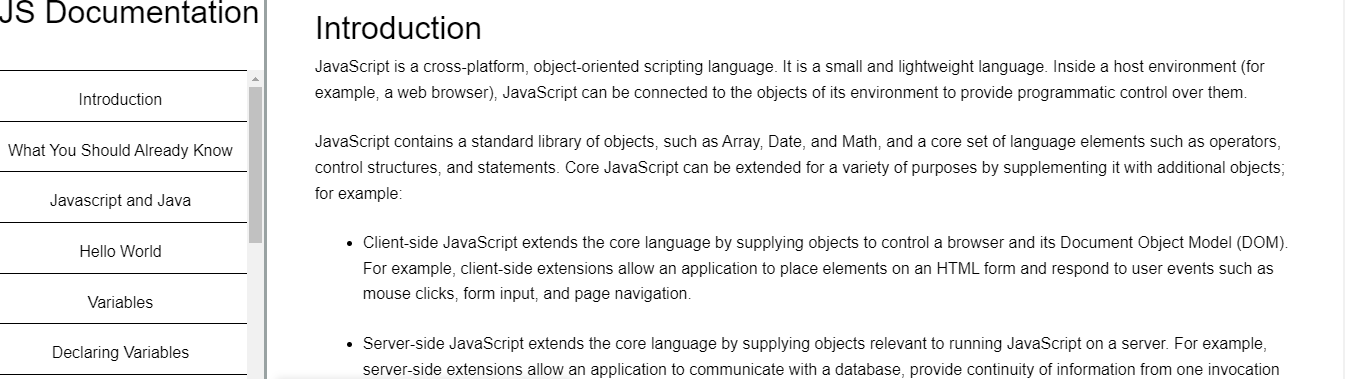 JS Documentation
Introduction
What You Should Already Know
Javascript and Java
Hello World
Variables
Declaring Variables
Introduction
JavaScript is a cross-platform, object-oriented scripting language. It is a small and lightweight language. Inside a host environment (for
example, a web browser), JavaScript can be connected to the objects of its environment to provide programmatic control over them.
JavaScript contains a standard library of objects, such as Array, Date, and Math, and a core set of language elements such as operators,
control structures, and statements. Core JavaScript can be extended for a variety of purposes by supplementing it with additional objects;
for example:
• Client-side JavaScript extends the core language by supplying objects to control a browser and its Document Object Model (DOM).
For example, client-side extensions allow an application to place elements on an HTML form and respond to user events such as
mouse clicks, form input, and page navigation.
• Server-side JavaScript extends the core language by supplying objects relevant to running JavaScript on a server. For example,
server-side extensions allow an application to communicate with a database, provide continuity of information from one invocation